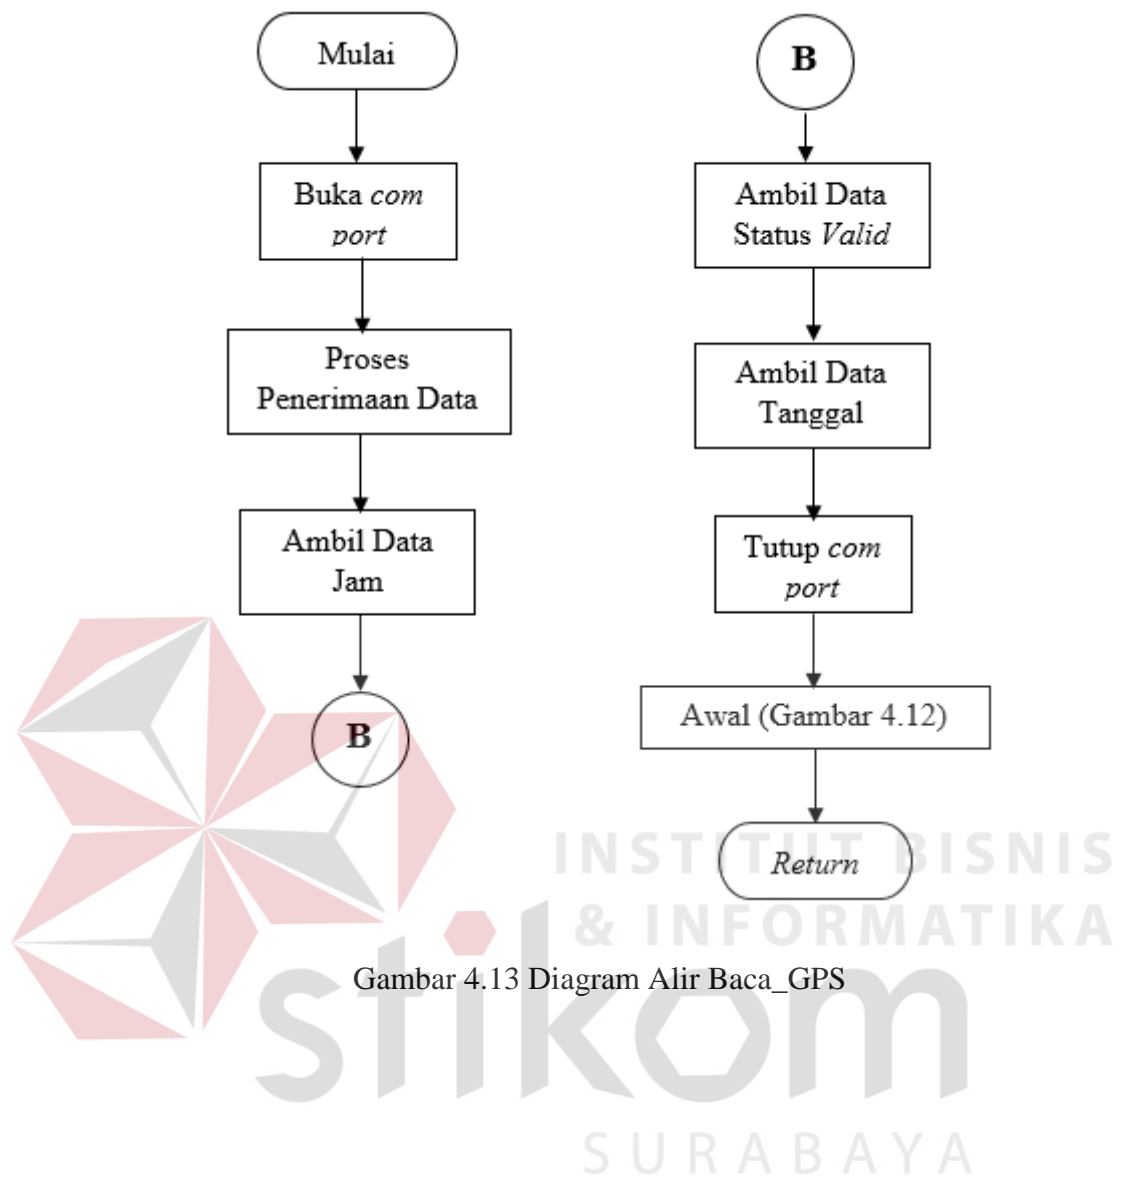 Mulai
Buka com
port
Proses
Penerimaan Data
Ambil Data
Jam
B
B
Ambil Data
Status Valid
Ambil Data
Tanggal
Tutup com
port
Awal (Gambar 4.12)
Return
INSTITUT BISNIS
& INFORMATIKA
stikom
SURABAYA
Gambar 4.13 Diagram Alir Baca_GPS